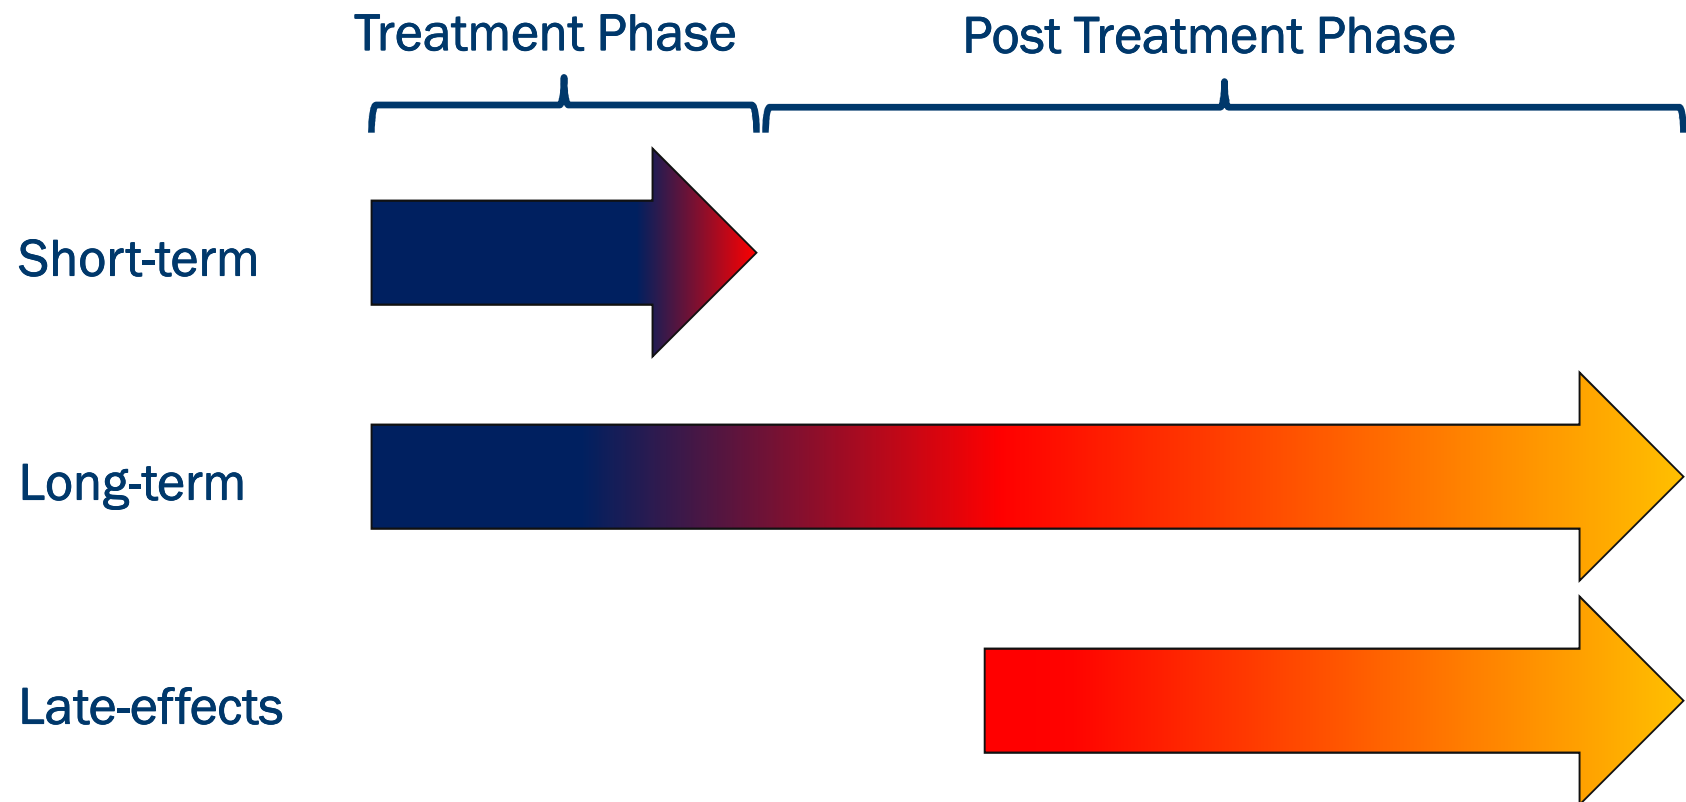 Treatment Phase
Post Treatment Phase
Short-term
Long-term
Late-effects